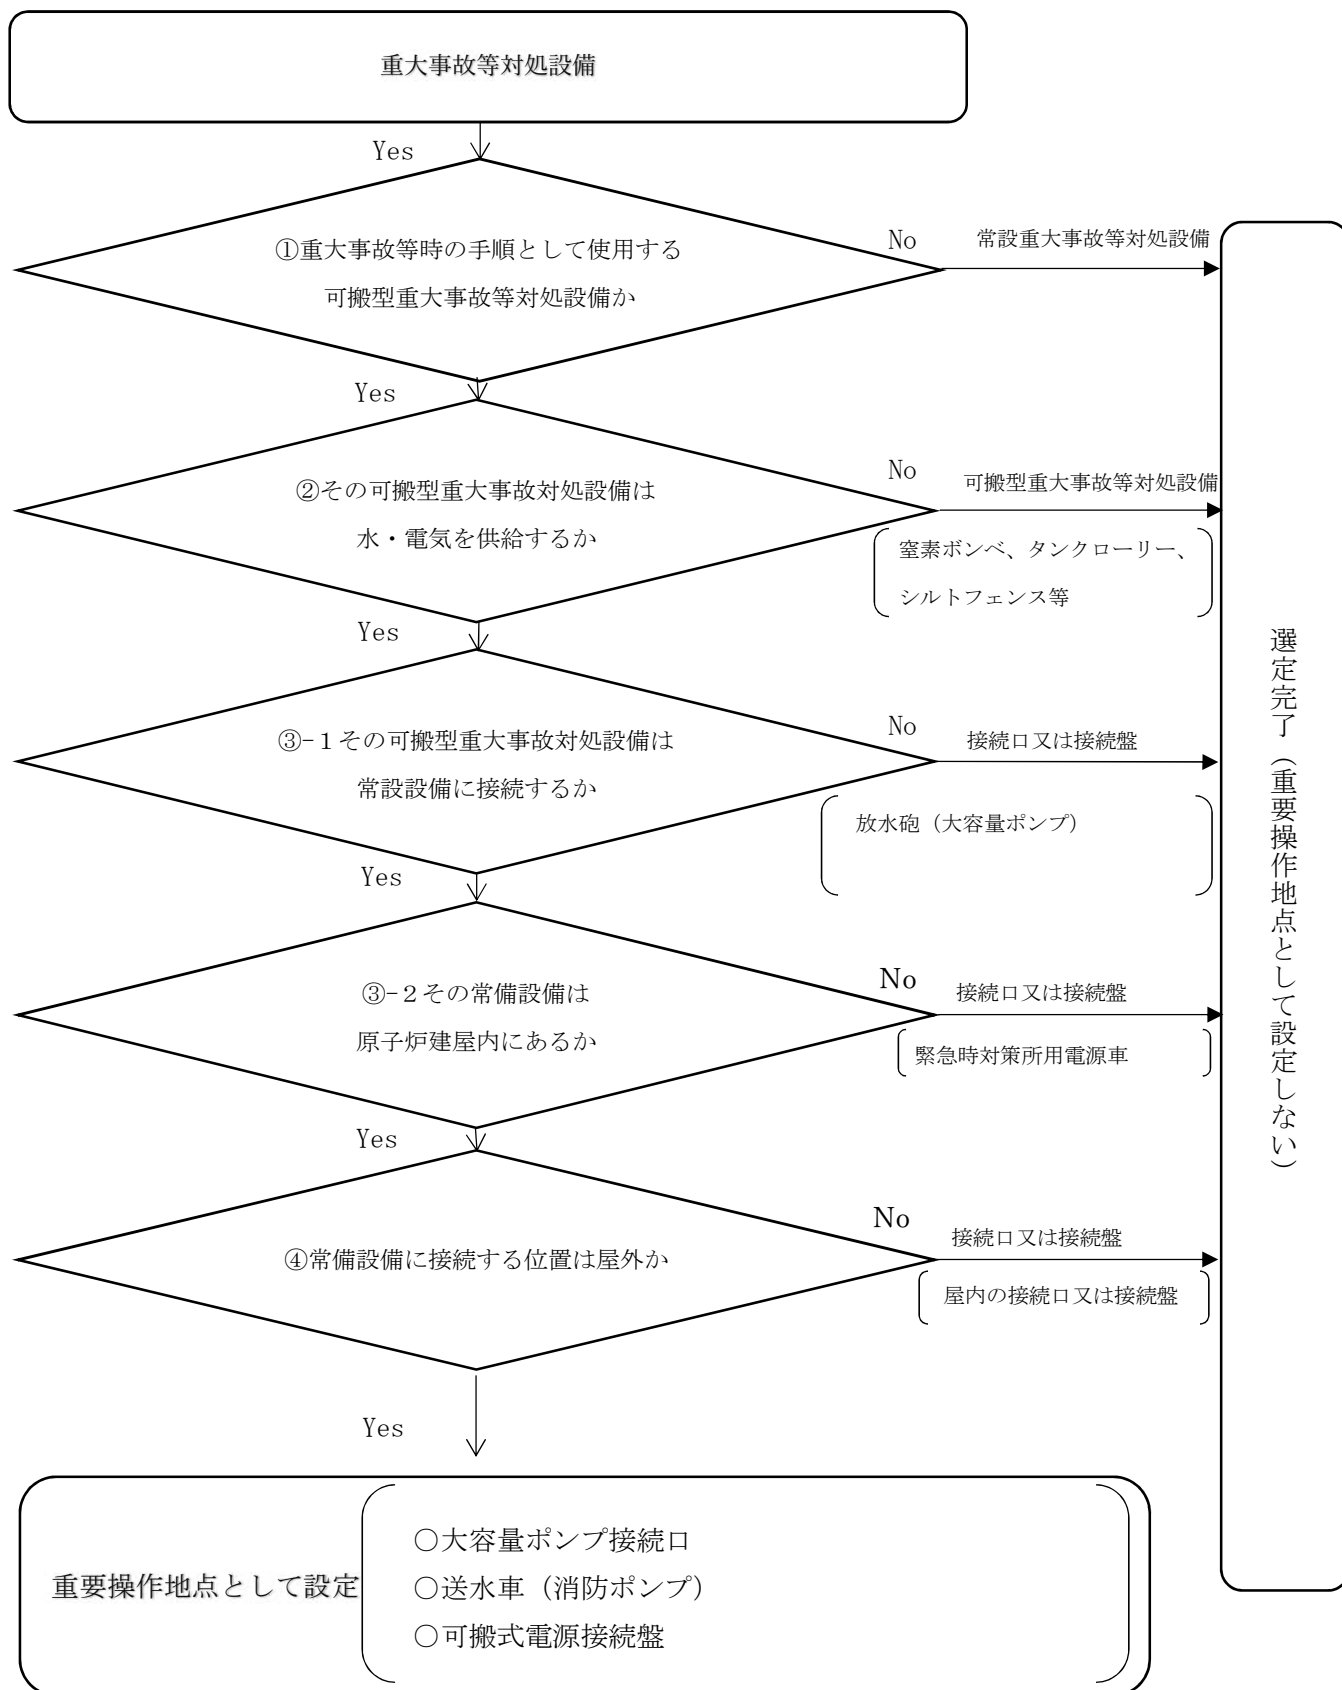 重大事故等対処設備
Yes
①重大事故等時の手順として使用する
可搬型重大事故等対処設備か
No
常設重大事故等対処設備
Yes
②その可搬型重大事故対処設備は
水・電気を供給するか
No
可搬型重大事故等対処設備
窒素ボンベ、タンクローリー、
シルトフェンス等
Yes
③-1その可搬型重大事故対処設備は
常設設備に接続するか
No
接続口又は接続盤
放水砲（大容量ポンプ）
Yes
③-2その常備設備は
原子炉建屋内にあるか
No
接続口又は接続盤
緊急時対策所用電源車
Yes
④常備設備に接続する位置は屋外か
No
接続口又は接続盤
屋内の接続口又は接続盤
Yes
選定完了（重要操作地点として設定しない）
重要操作地点として設定
○大容量ポンプ接続口
○送水車（消防ポンプ）
○可搬式電源接続盤